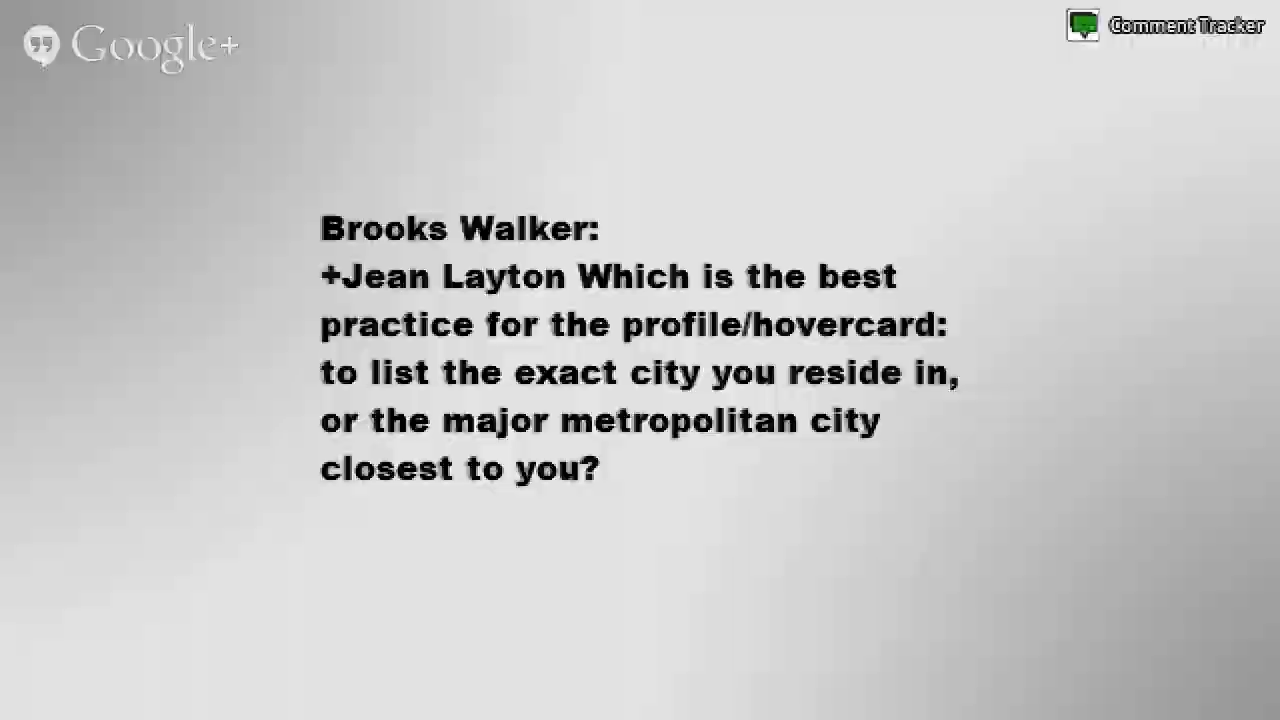 Google+
Comment Tracker
Brooks Walker:
+Jean Layton Which is the best
practice for the profile/hovercard:
to list the exact city you reside in,
or the major metropolitan city
closest to you?